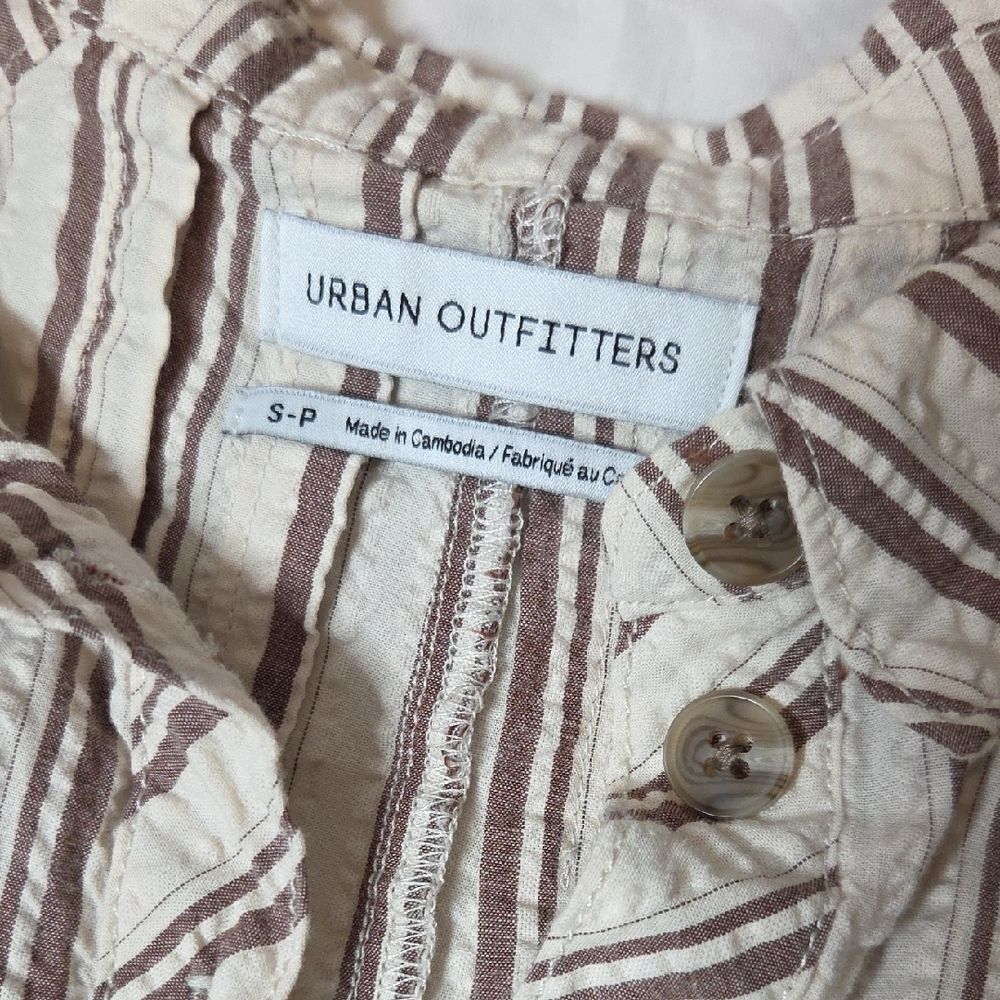 URBAN OUTFITTERS
S-P Made in Cambodia / Fabriqué au